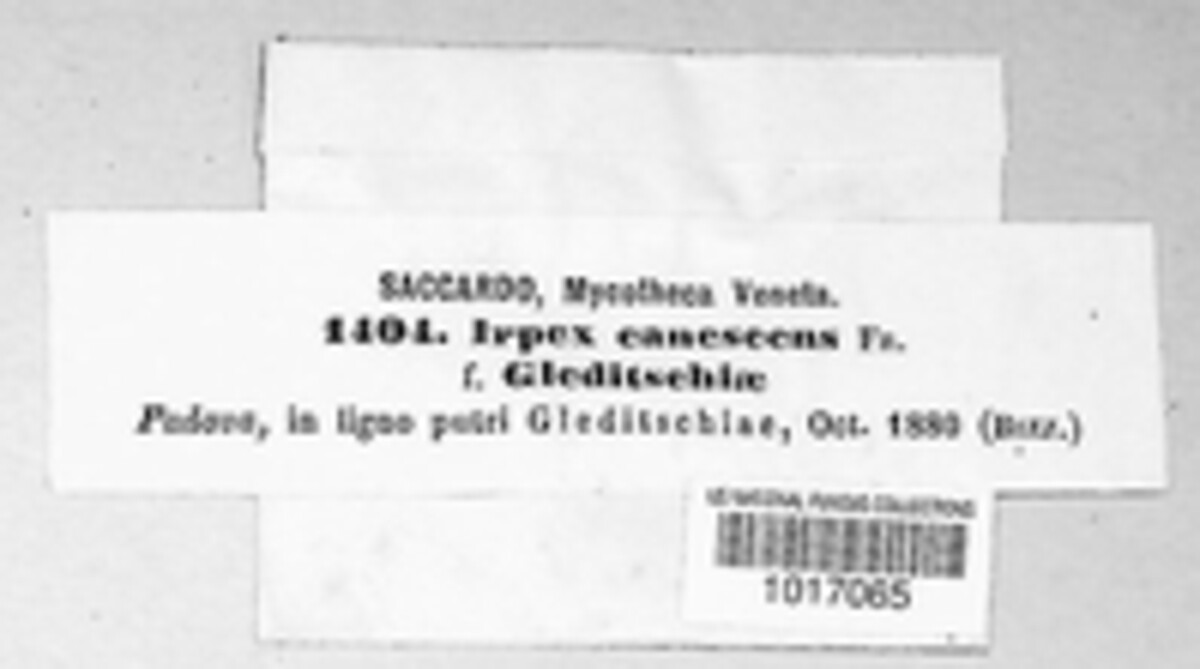 SACCARDO, Mycotheca Veneta.
1404. Irpex canescens Fr.
f. Gleditschiæ
Padova, in ligno putri Gleditschiae, Oct. 1880 (Bizz.)
US NATIONAL FUNGUS COLLECTIONS
1017065